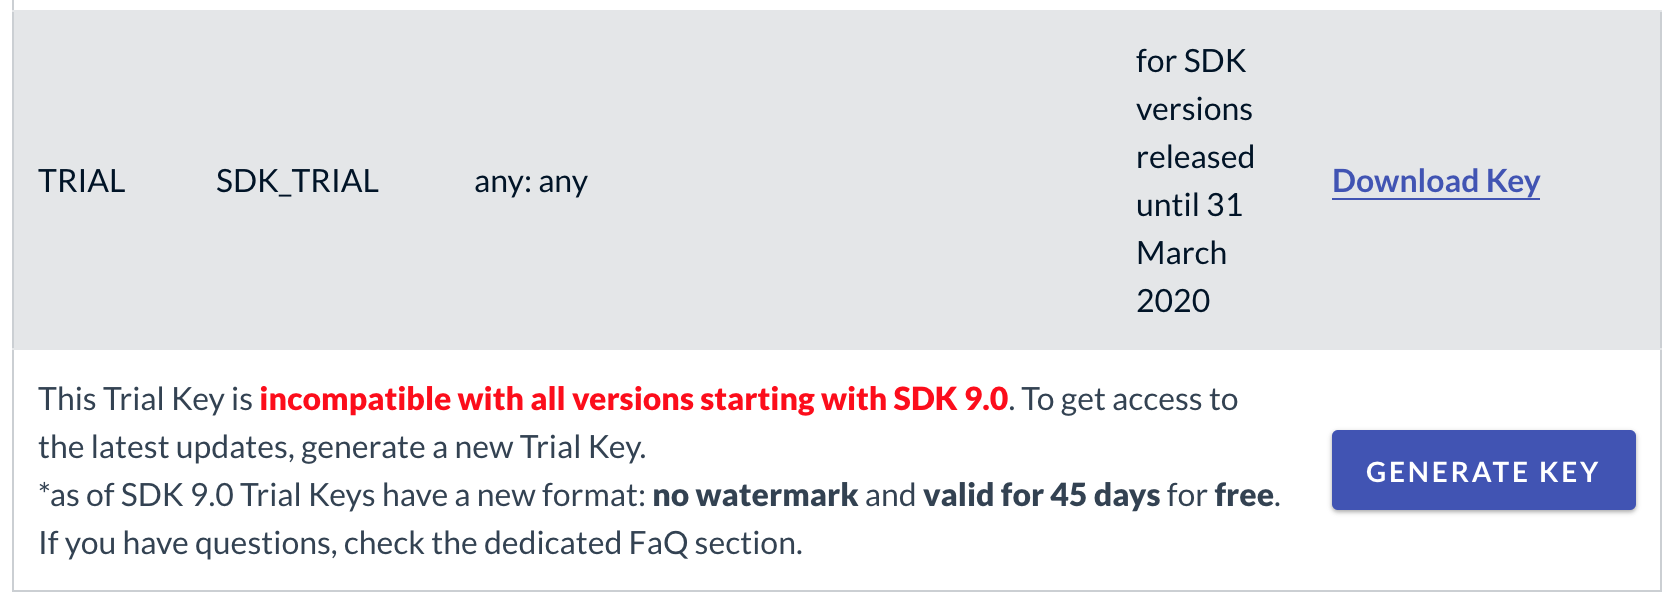 TRIAL
SDK_TRIAL
any: any
for SDK
versions
released
until 31
March
2020
Download Key
This Trial Key is incompatible with all versions starting with SDK 9.0. To get access to
the latest updates, generate a new Trial Key.
*as of SDK 9.0 Trial Keys have a new format: no watermark and valid for 45 days for free.
If you have questions, check the dedicated FaQ section.
GENERATE KEY